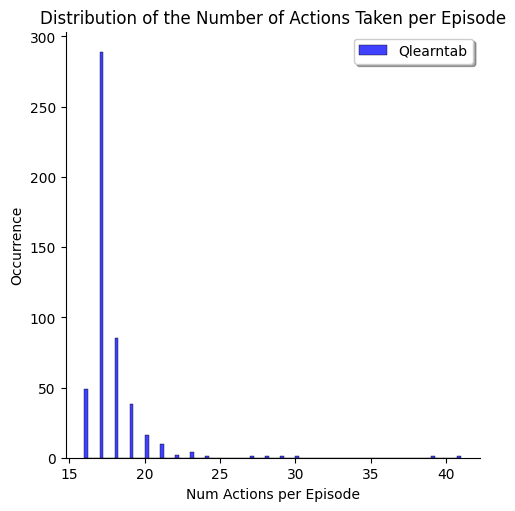 Distribution of the Number of Actions Taken per Episode
Qlearntab
Occurrence
300
250
200
150
100
50
0
15 20 25 30 35 40
Num Actions per Episode